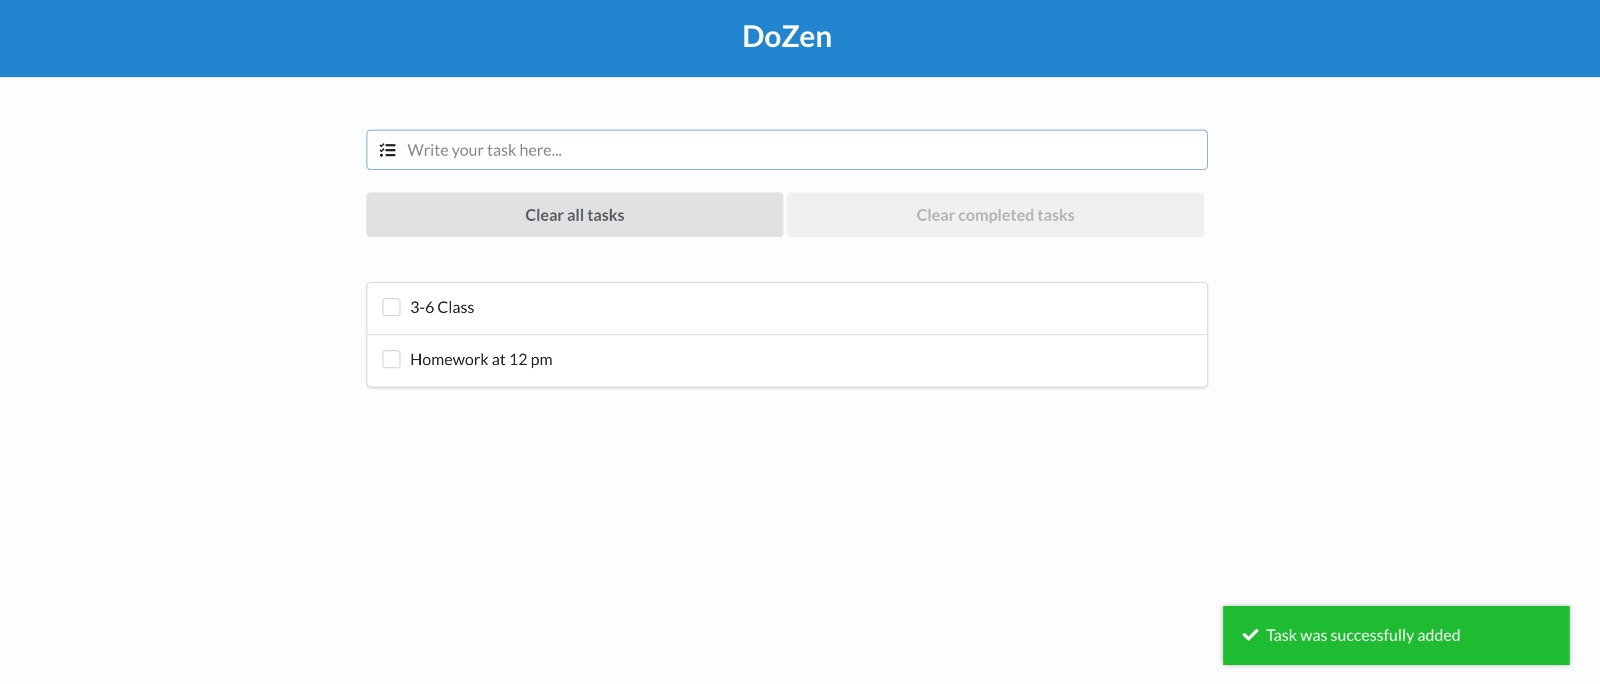 DoZen
Write your task here...
Clear all tasks
Clear completed tasks
3-6 Class
Homework at 12 pm
Task was successfully added